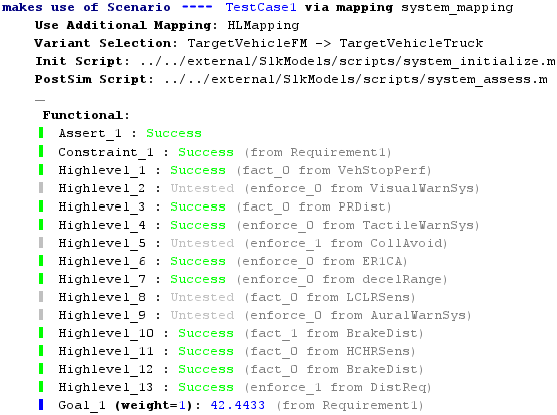 makes use of Scenario ---- TestCase1 via mapping system_mapping
Use Additional Mapping: HLMapping
Variant Selection: TargetVehicleFM -> TargetVehicleTruck
Init Script: ../../external/SlkModels/scripts/system_initialize.m
PostSim Script: ../../external/SlkModels/scripts/system_assess.m
_
Functional:
Assert_1 : Success
Constraint_1 : Success (from Requirement1)
Highlevel_1 : Success (fact_0 from VehStopPerf)
Highlevel_2 : Untested (enforce_0 from VisualWarnSys)
Highlevel_3 : Success (fact_0 from PRDist)
Highlevel_4 : Success (enforce_0 from TactileWarnSys)
Highlevel_5 : Untested (enforce_1 from CollAvoid)
Highlevel_6 : Success (enforce_0 from ER1CA)
Highlevel_7 : Success (enforce_0 from decelRange)
Highlevel_8 : Untested (fact_0 from LCLRSens)
Highlevel_9 : Untested (enforce_0 from AuralWarnSys)
Highlevel_10 : Success (fact_1 from BrakeDist)
Highlevel_11 : Success (fact_0 from HCHRSens)
Highlevel_12 : Success (fact_0 from BrakeDist)
Highlevel_13 : Success (enforce_1 from DistReq)
Goal_1 (weight=1): 42.4433 (from Requirement1)